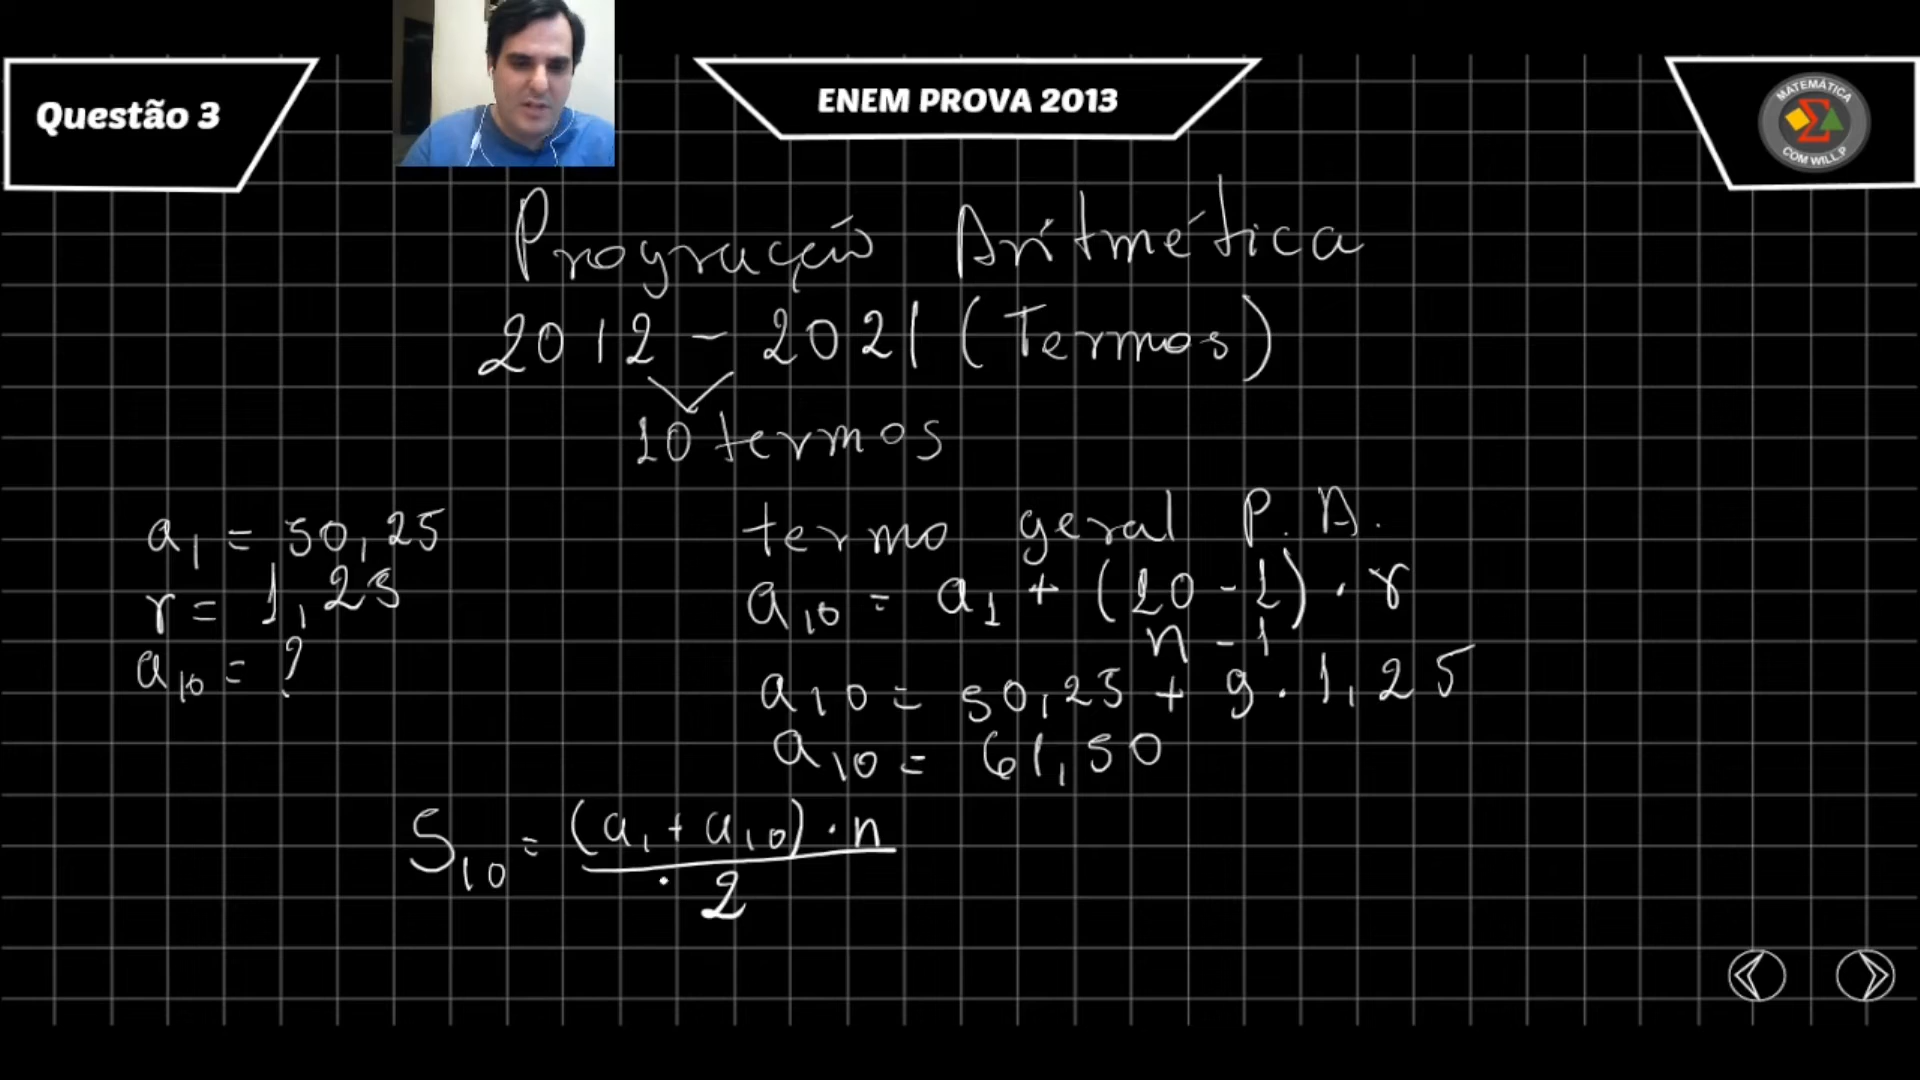 Questão 3
ENEM PROVA 2013
MATEMÁTICA
COM WILL.P
Progração Aritmética
2012 - 2021 (Termos)
10 termos
a1 = 50,25
r = 1,25
a10 = ?
termo geral P.A.
a10 = a1 + (10 - 1) · r
n - 1
a10 = 50,25 + 9 · 1,25
a10 = 61,50
S10 = (a1 + a10) · n
2